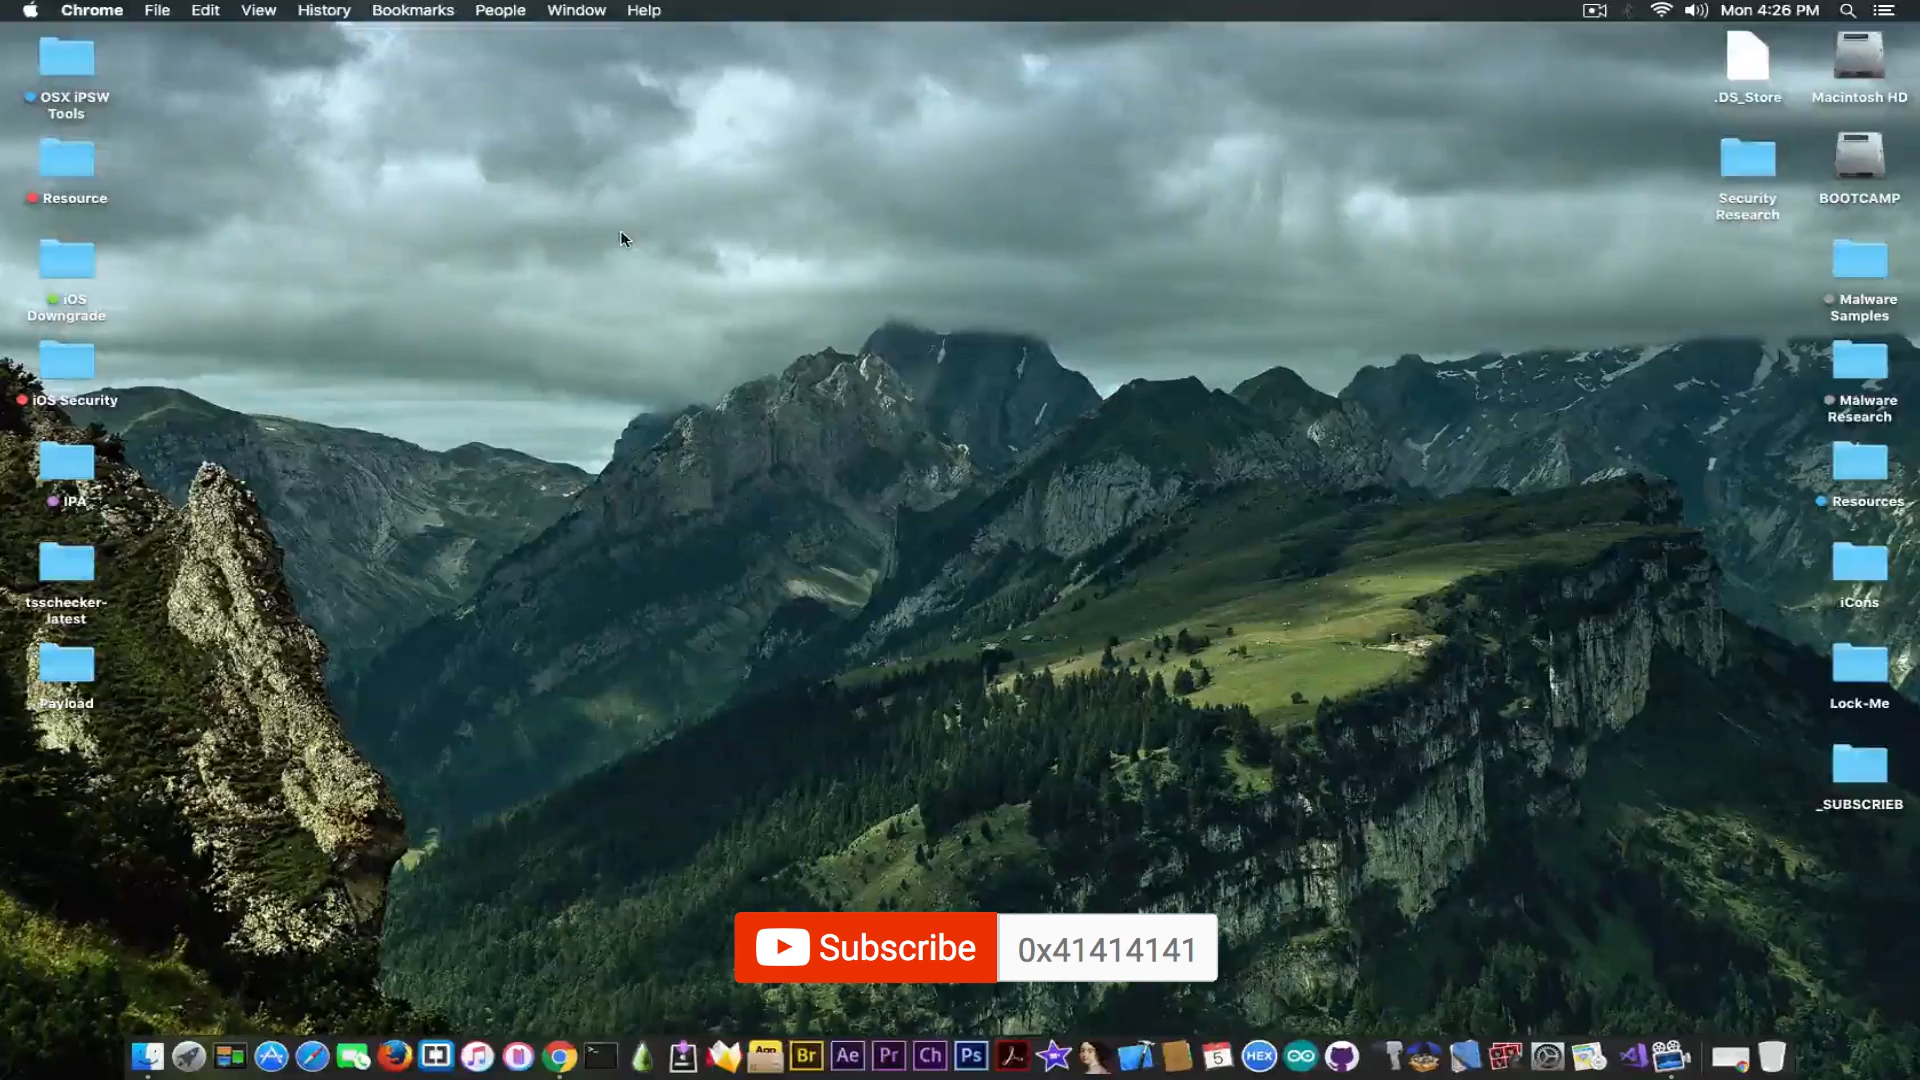 Chrome File Edit View History Bookmarks People Window Help
Mon 4:26 PM
OSX iPSW
Tools
Resource
iOS
Downgrade
iOS Security
IPA
tsschecker-
latest
Payload
.DS_Store
Macintosh HD
Security
Research
BOOTCAMP
Malware
Samples
Malware
Research
Resources
iCons
Lock-Me
_SUBSCRIEB
Subscribe 0x41414141
Br Ae Pr Ch Ps 5 HEX